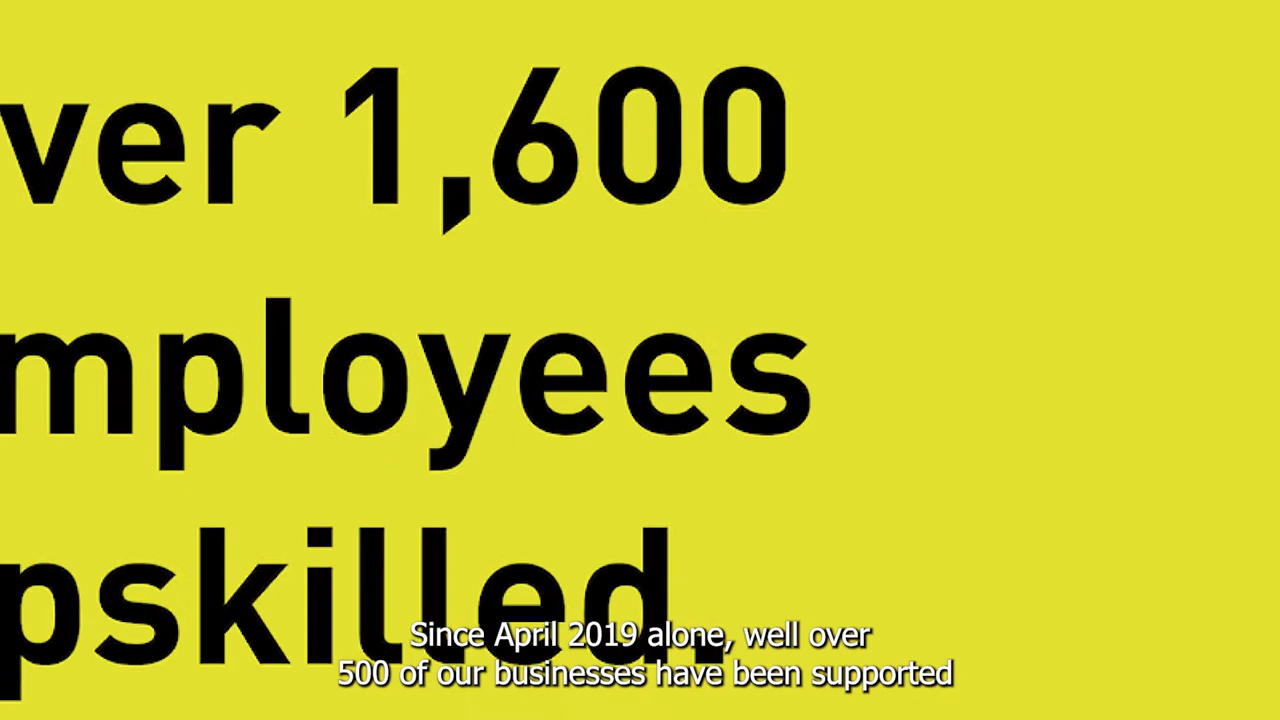 ver 1,600
mployees
pskilled.
Since April 2019 alone, well over
500 of our businesses have been supported